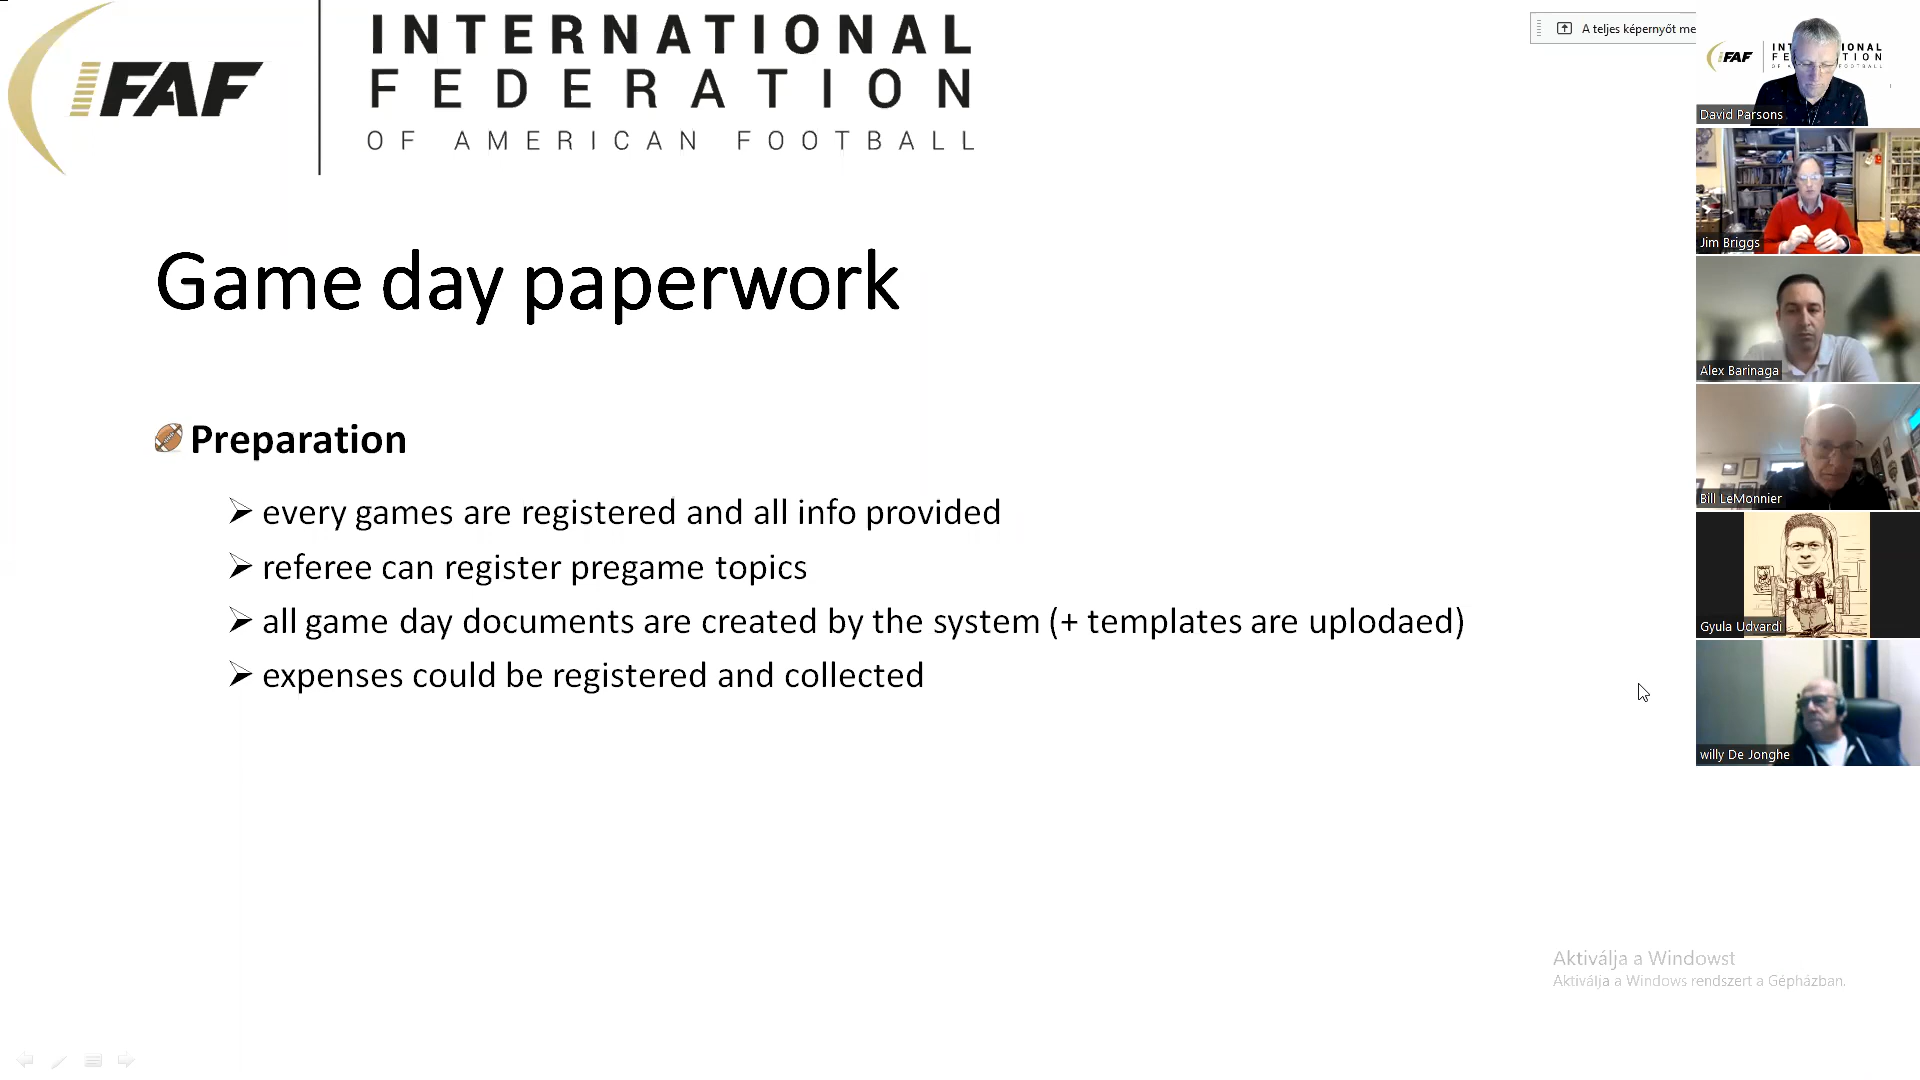 IFAF
INTERNATIONAL
FEDERATION
OF AMERICAN FOOTBALL
Game day paperwork
Preparation
every games are registered and all info provided
referee can register pregame topics
all game day documents are created by the system (+ templates are uplodaed)
expenses could be registered and collected
A teljes képernyőt me
David Parsons
Jim Briggs
Alex Barinaga
Bill LeMonnier
Gyula Udvardi
willy De Jonghe
Aktiválja a Windowst
Aktiválja a Windows rendszert a Gépházban.